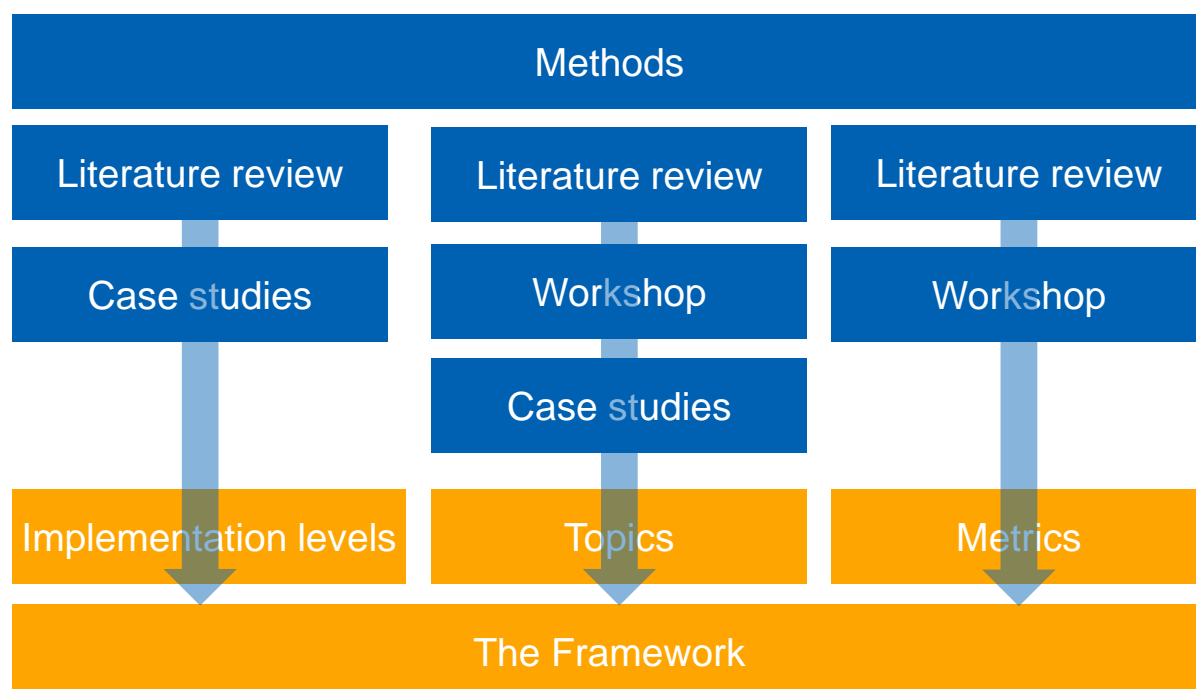 Methods
Literature review
Case studies
Implementation levels
Literature review
Workshop
Case studies
Topics
Literature review
Workshop
Metrics
The Framework